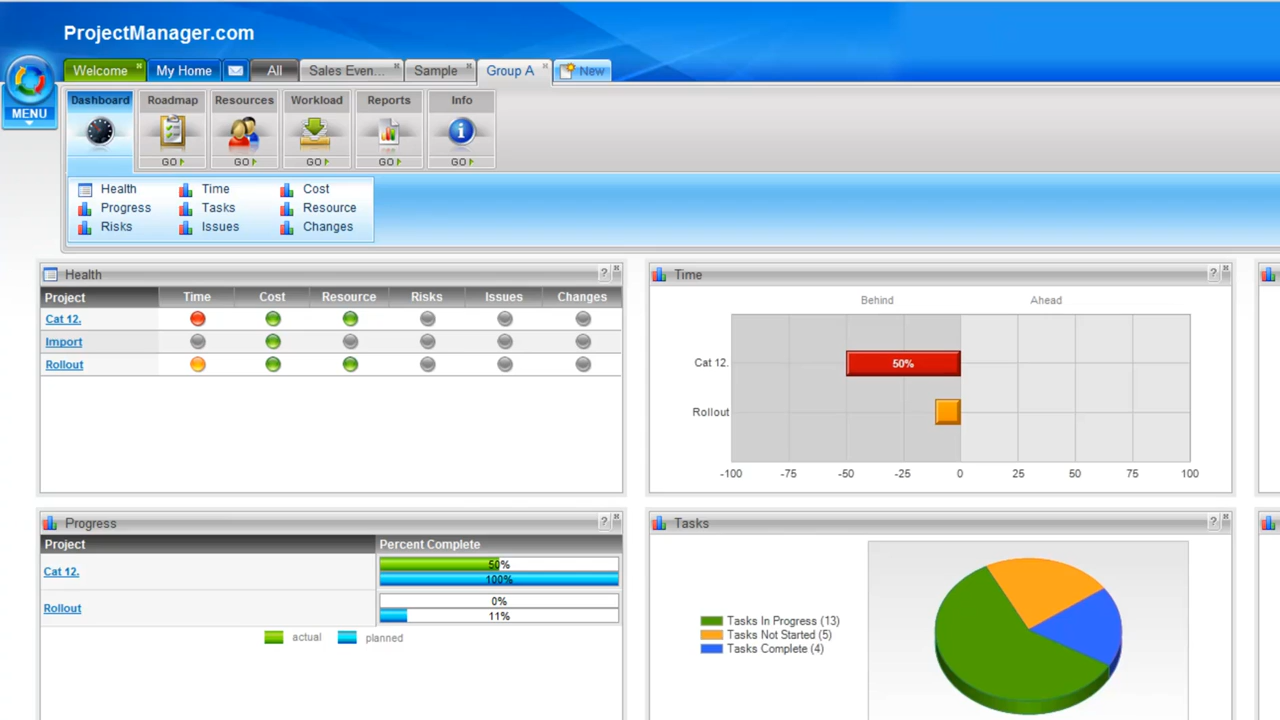 ProjectManager.com
Welcome My Home All Sales Even... Sample Group A New
MENU
Dashboard Roadmap Resources Workload Reports Info
GO GO GO GO GO
Health Time Cost
Progress Tasks Resource
Risks Issues Changes
Health ?
Project Time Cost Resource Risks Issues Changes
Cat 12.
Import
Rollout
Time ?
Behind Ahead
Cat 12. 50%
Rollout
-100 -75 -50 -25 0 25 50 75 100
Progress ?
Project Percent Complete
Cat 12. 50%
100%
Rollout 0%
11%
actual planned
Tasks ?
Tasks In Progress (13)
Tasks Not Started (5)
Tasks Complete (4)